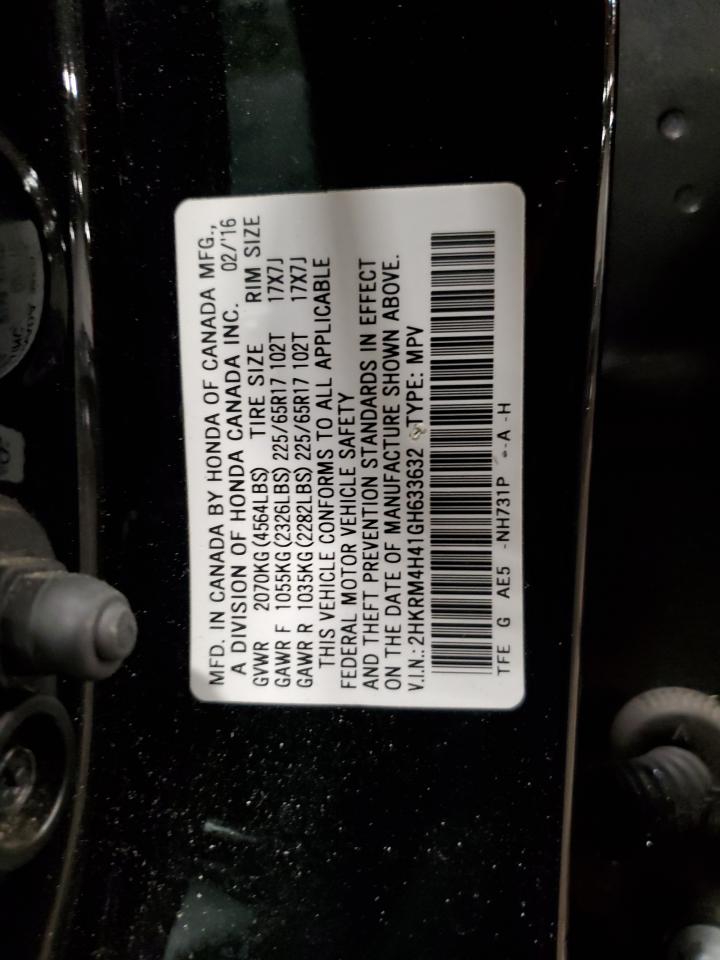 MFD. IN CANADA BY HONDA OF CANADA MFG.,
A DIVISION OF HONDA CANADA INC. 02/'16
GVWR 2070KG(4564LBS) TIRE SIZE RIM SIZE
GAWR F 1055KG(2326LBS) 225/65R17 102T 17X7J
GAWR R 1035KG(2282LBS) 225/65R17 102T 17X7J
THIS VEHICLE CONFORMS TO ALL APPLICABLE
FEDERAL MOTOR VEHICLE SAFETY
AND THEFT PREVENTION STANDARDS IN EFFECT
ON THE DATE OF MANUFACTURE SHOWN ABOVE.
V.I.N.: 2HKRM4H41GH633632 TYPE: MPV
TFE G AE5 -NH731P *-A -H